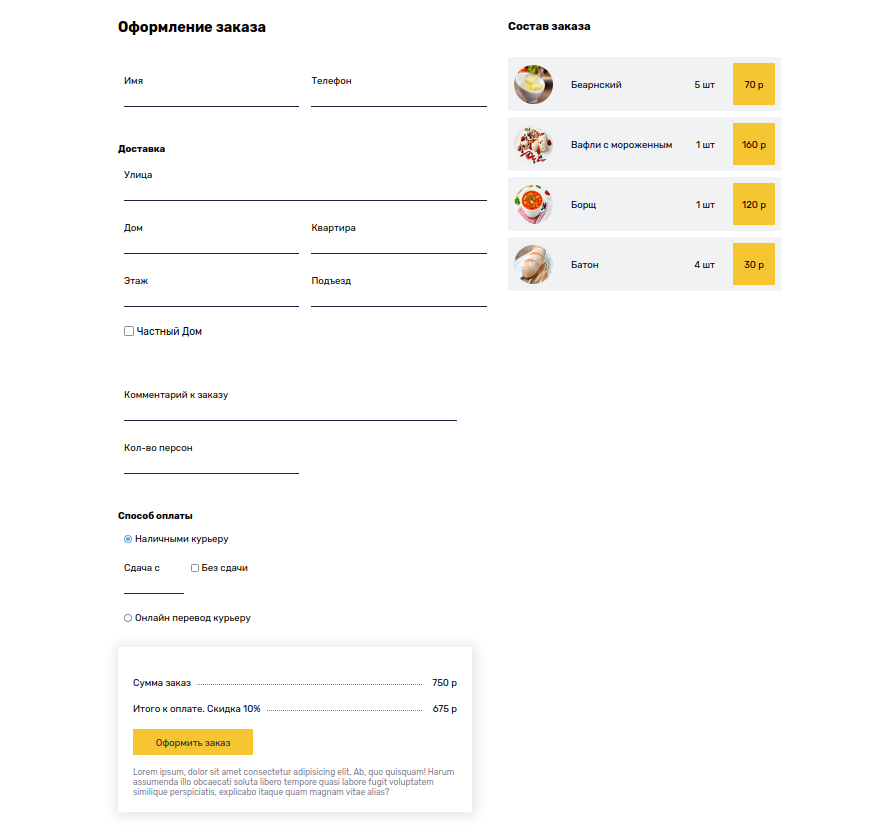 Оформление заказа
Имя
Телефон
Доставка
Улица
Дом
Квартира
Этаж
Подъезд
Частный Дом
Комментарий к заказу
Кол-во персон
Способ оплаты
Наличными курьеру
Сдача с
Без сдачи
Онлайн перевод курьеру
Сумма заказ 750 р
Итого к оплате. Скидка 10% 675 р
Оформить заказ
Lorem ipsum, dolor sit amet consectetur adipisicing elit. Ab, quo quisquam! Harum
assumenda illo obcaecati soluta libero tempore quasi labore fugit voluptatem
similique perspiciatis, explicabo itaque quam magnam vitae alias?
Состав заказа
Беарнский 5 шт 70 р
Вафли с мороженным 1 шт 160 р
Борщ 1 шт 120 р
Батон 4 шт 30 р